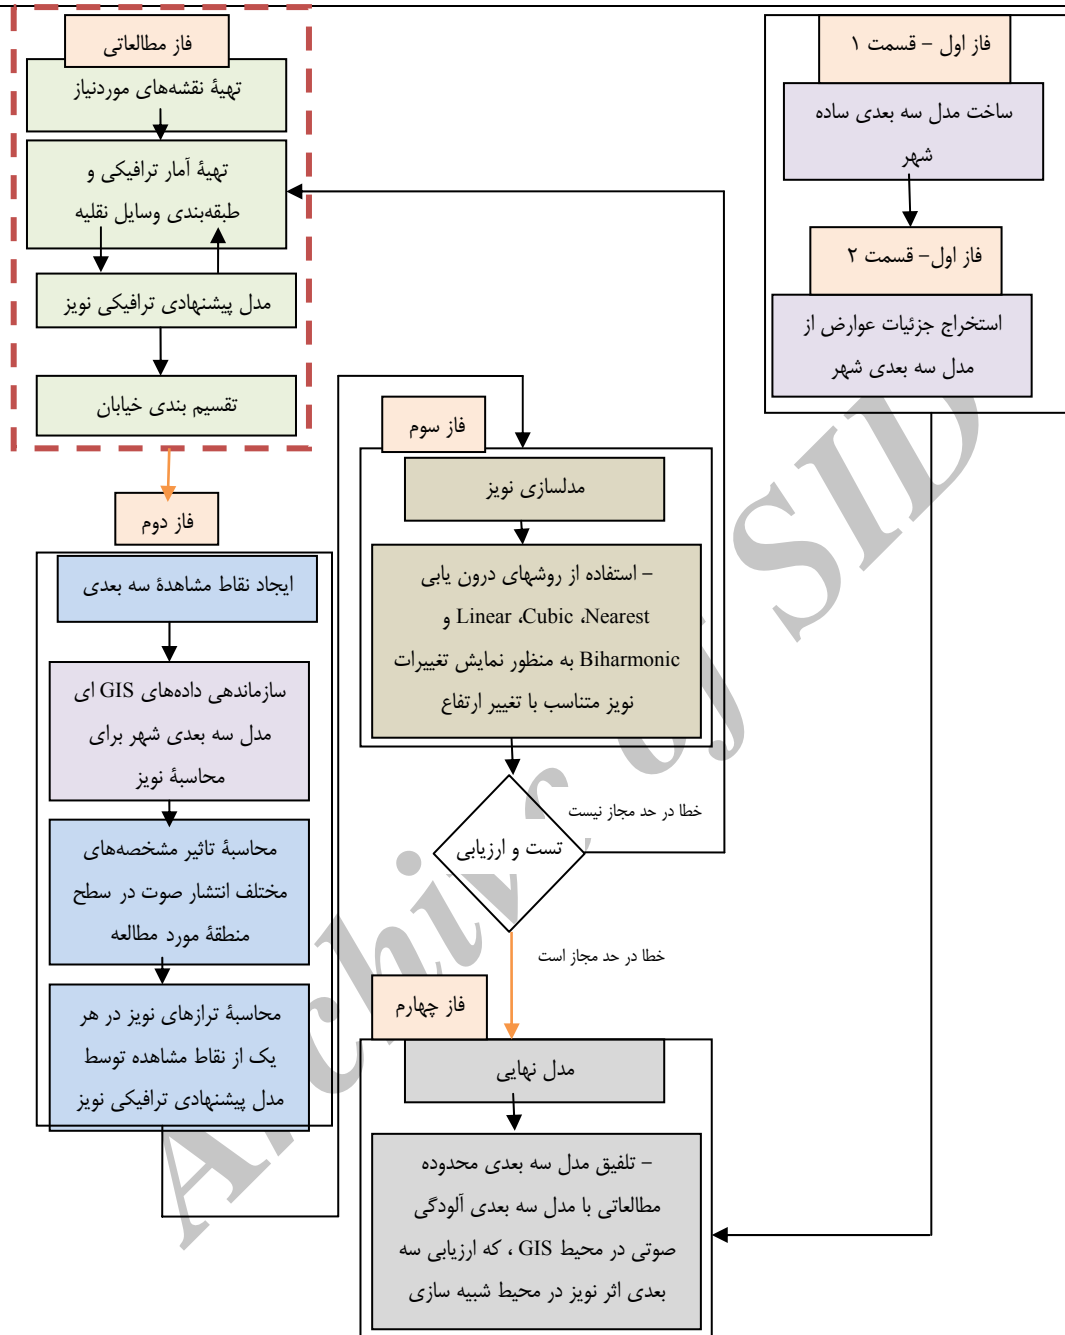 فاز اول – قسمت ۱
ساخت مدل سه بعدی ساده
شهر
فاز اول– قسمت ۲
استخراج جزئیات عوارض از
مدل سه بعدی شهر
فاز مطالعاتی
تهیۀ نقشه‌های موردنیاز
تهیۀ آمار ترافیکی و
طبقه‌بندی وسایل نقلیه
مدل پیشنهادی ترافیکی نویز
تقسیم بندی خیابان
فاز دوم
ایجاد نقاط مشاهدۀ سه بعدی
سازماندهی داده‌های GIS ای
مدل سه بعدی شهر برای
محاسبۀ نویز
محاسبۀ تاثیر مشخصه‌های
مختلف انتشار صوت در سطح
منطقۀ مورد مطالعه
محاسبۀ ترازهای نویز در هر
یک از نقاط مشاهده توسط
مدل پیشنهادی ترافیکی نویز
فاز سوم
مدلسازی نویز
– استفاده از روشهای درون یابی
Linear ،Cubic ،Nearest و
Biharmonic به منظور نمایش تغییرات
نویز متناسب با تغییر ارتفاع
تست و ارزیابی
خطا در حد مجاز نیست
خطا در حد مجاز است
فاز چهارم
مدل نهایی
– تلفیق مدل سه بعدی محدوده
مطالعاتی با مدل سه بعدی آلودگی
صوتی در محیط GIS ، که ارزیابی سه
بعدی اثر نویز در محیط شبیه سازی
Archive of SID